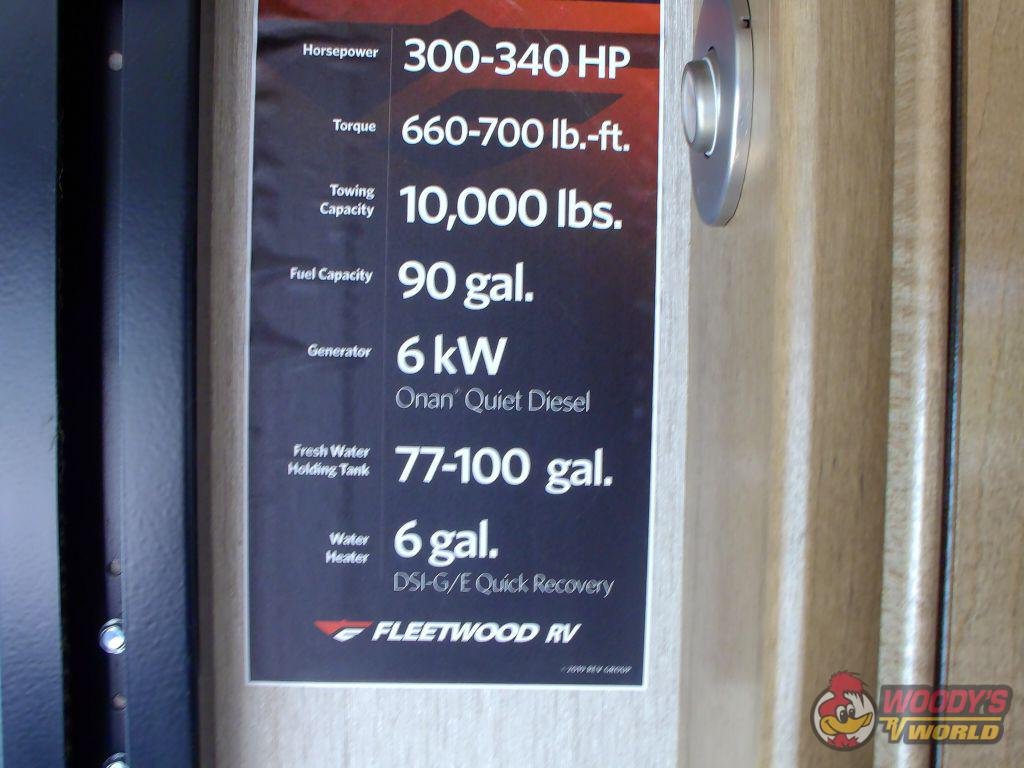 Horsepower 300-340 HP
Torque 660-700 lb.-ft.
Towing
Capacity 10,000 lbs.
Fuel Capacity 90 gal.
Generator 6 kW
Onan® Quiet Diesel
Fresh Water
Holding Tank 77-100 gal.
Water
Heater 6 gal.
DSI-G/E Quick Recovery
FLEETWOOD RV
REV GROUP
WOODY'S
RV WORLD